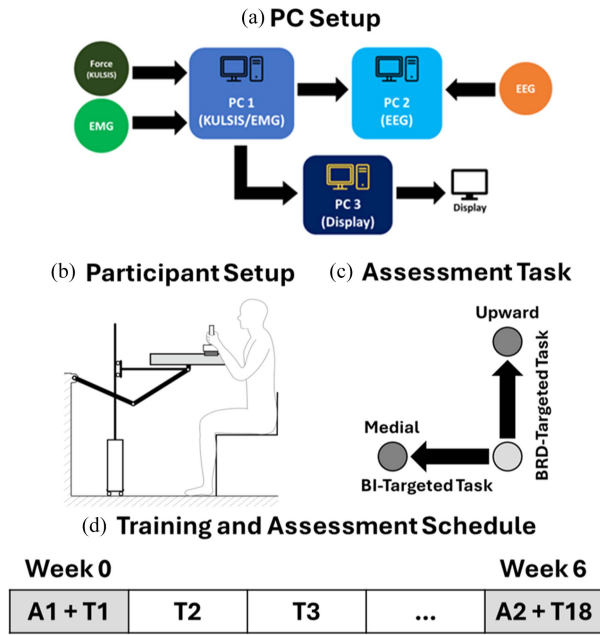 (a) PC Setup
Force
(KULSIS)
EMG
PC 1
(KULSIS/EMG)
PC 2
(EEG)
EEG
PC 3
(Display)
Display
(b) Participant Setup
(c) Assessment Task
Upward
BRD-Targeted Task
Medial
BI-Targeted Task
(d) Training and Assessment Schedule
Week 0
Week 6
A1 + T1 T2 T3 ... A2 + T18